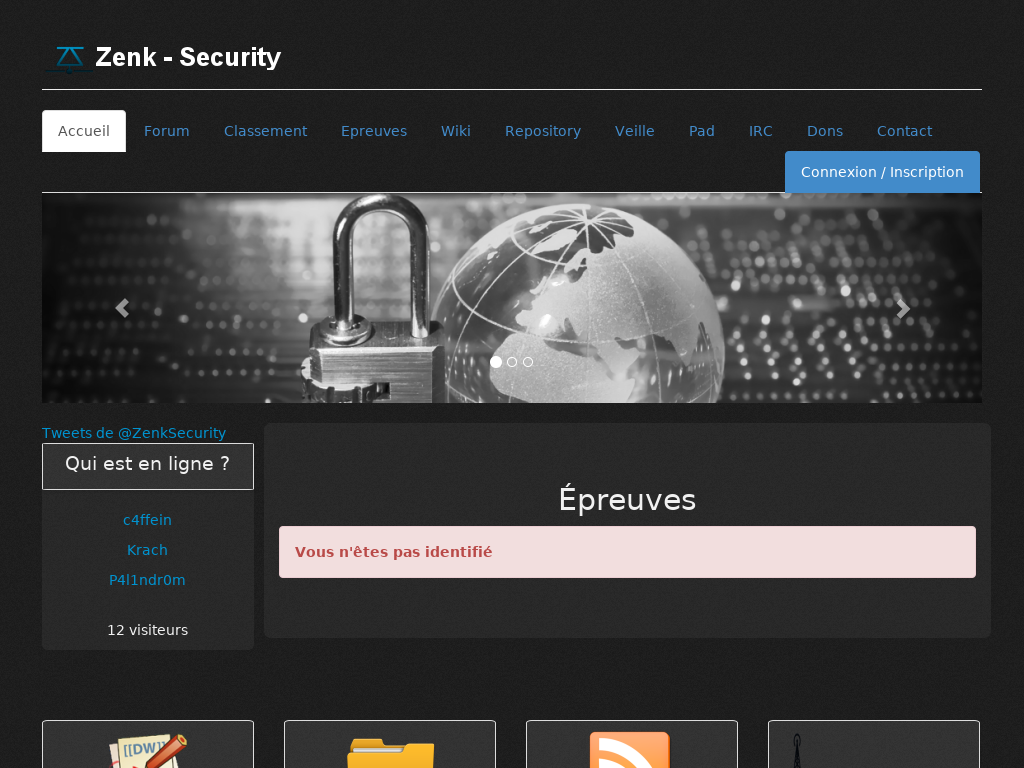 Zenk - Security
Accueil Forum Classement Epreuves Wiki Repository Veille Pad IRC Dons Contact
Connexion / Inscription
Tweets de @ZenkSecurity
Qui est en ligne ?
c4ffein
Krach
P4l1ndr0m
12 visiteurs
Épreuves
Vous n'êtes pas identifié
[[DW]]